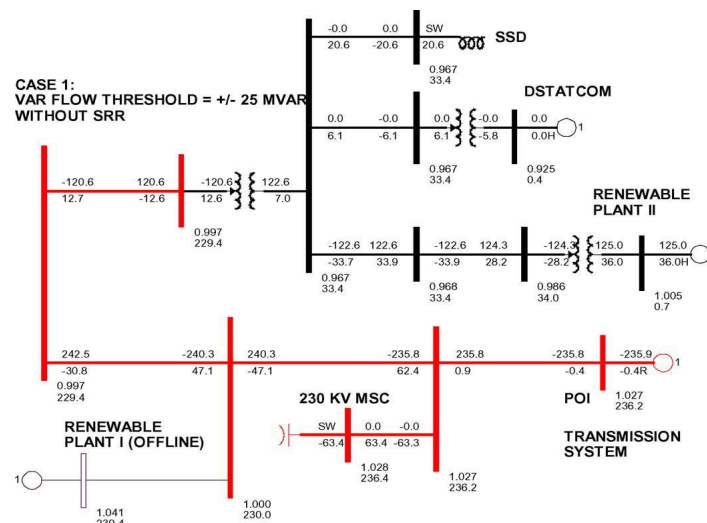 -0.0 -0.0 SW SSD
20.6 -20.6 20.6
0.967
33.4
CASE 1:
VAR FLOW THRESHOLD = +/- 25 MVAR
WITHOUT SRR
DSTATCOM
0.0 -0.0 0.0 -0.0 0.0
6.1 -6.1 6.1 -5.8 0.0H 1
0.967
33.4
0.925
0.4
-120.6 120.6 -120.6 122.6
12.7 -12.6 12.6 7.0
0.997
229.4
RENEWABLE
PLANT II
-122.6 122.6 -122.6 124.3 -124.3 125.0 125.0
-33.7 33.9 -33.9 28.2 -28.2 36.0 36.0H
0.967
33.4
0.968
33.4
0.986
34.0
1.005
0.7
242.5 -240.3 240.3 -235.8 235.8 -235.8 -235.9
-30.8 47.1 -47.1 62.4 0.9 -0.4 -0.4R 1
0.997
229.4
1.027
236.2
230 KV MSC
POI
SW 0.0 -0.0
-63.4 63.4 -63.3
1.028
236.4
1.027
236.2
TRANSMISSION
SYSTEM
RENEWABLE
PLANT I (OFFLINE)
1
1.041
239.4
1.000
230.0